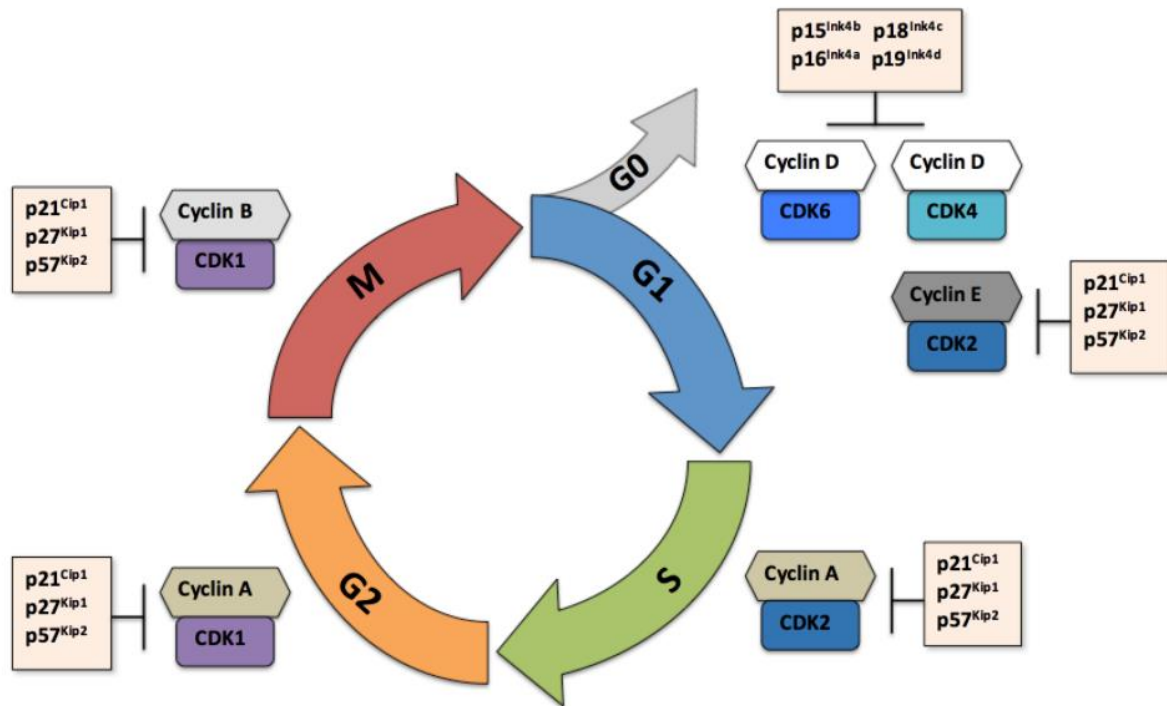 p15Ink4b p18Ink4c
p16Ink4a p19Ink4d
Cyclin D
CDK6
Cyclin D
CDK4
G0
p21Cip1
p27Kip1
p57Kip2
Cyclin B
CDK1
M
G1
Cyclin E
CDK2
p21Cip1
p27Kip1
p57Kip2
p21Cip1
p27Kip1
p57Kip2
Cyclin A
CDK1
G2
S
Cyclin A
CDK2
p21Cip1
p27Kip1
p57Kip2